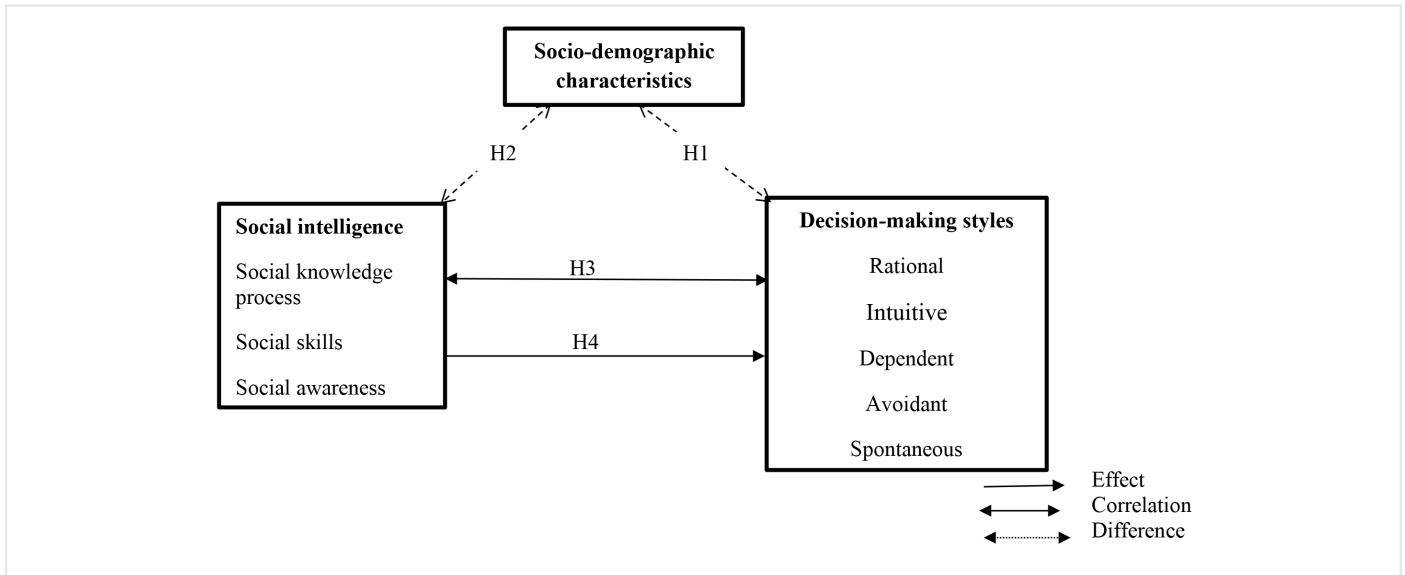 Socio-demographic
characteristics
H2
H1
Social intelligence
Social knowledge
process
Social skills
Social awareness
H3
H4
Decision-making styles
Rational
Intuitive
Dependent
Avoidant
Spontaneous
Effect
Correlation
Difference